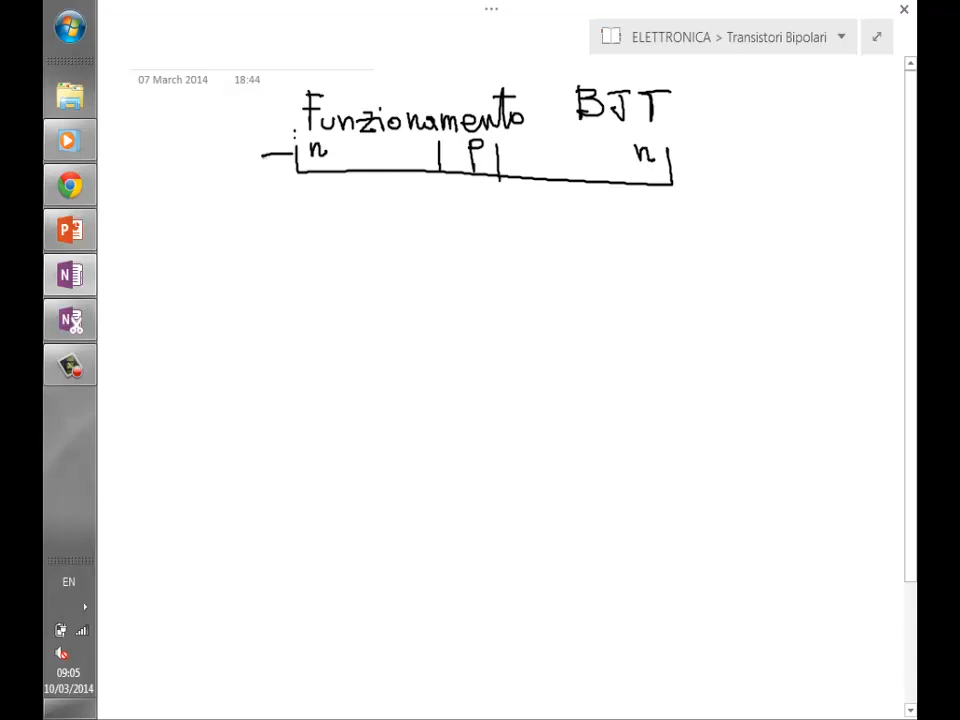 ELETTRONICA > Transistori Bipolari
07 March 2014 18:44
Funzionamento BJT
n p n
EN
09:05
10/03/2014